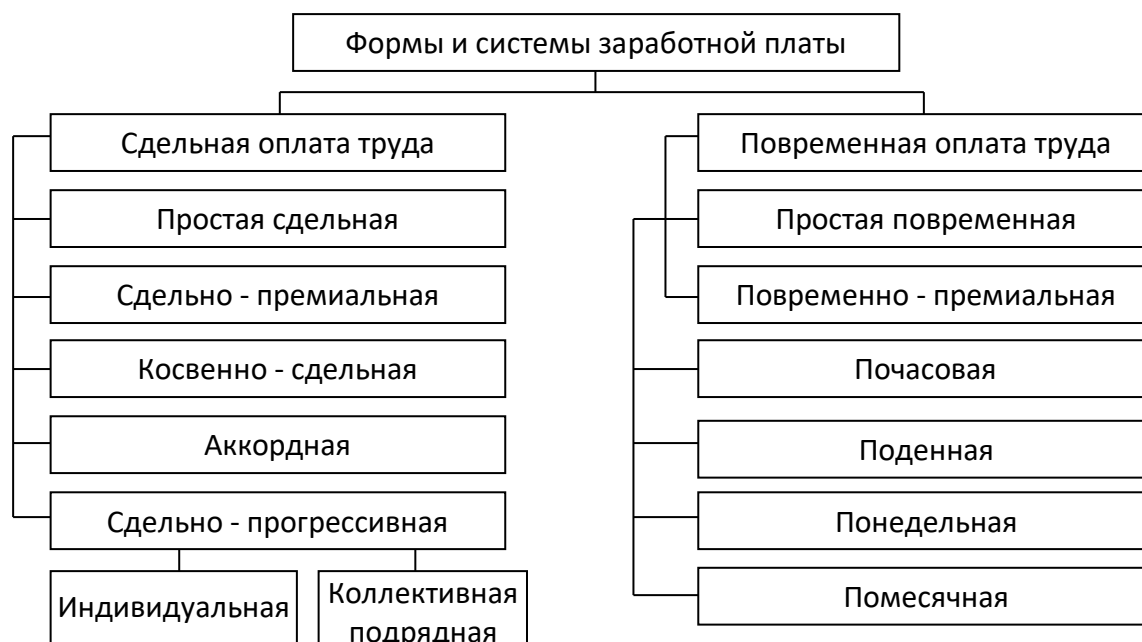 Формы и системы заработной платы
Сдельная оплата труда
Простая сдельная
Сдельно - премиальная
Косвенно - сдельная
Аккордная
Сдельно - прогрессивная
Индивидуальная
Коллективная
подрядная
Повременная оплата труда
Простая повременная
Повременно - премиальная
Почасовая
Поденная
Понедельная
Помесячная